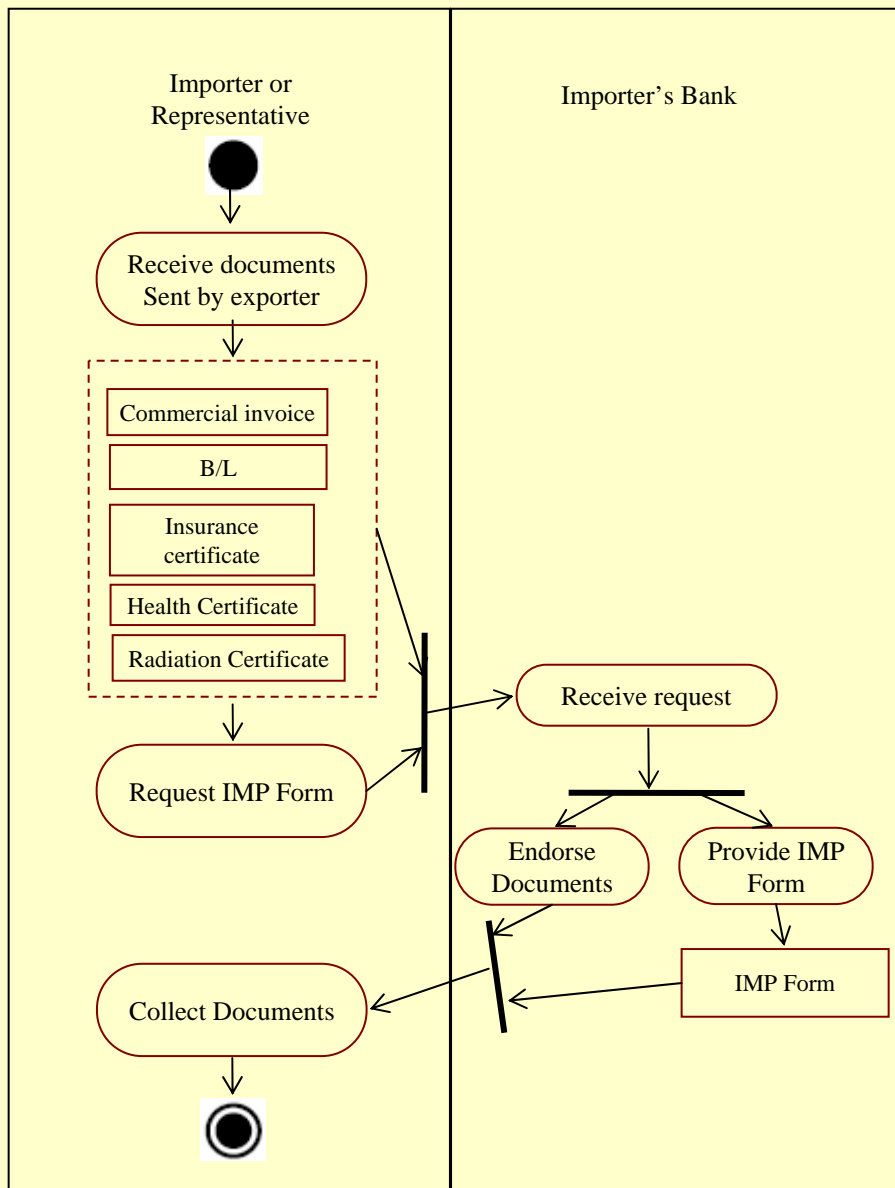 Importer or
Representative
Importer's Bank
Receive documents
Sent by exporter
Commercial invoice
B/L
Insurance
certificate
Health Certificate
Radiation Certificate
Request IMP Form
Receive request
Endorse
Documents
Provide IMP
Form
IMP Form
Collect Documents